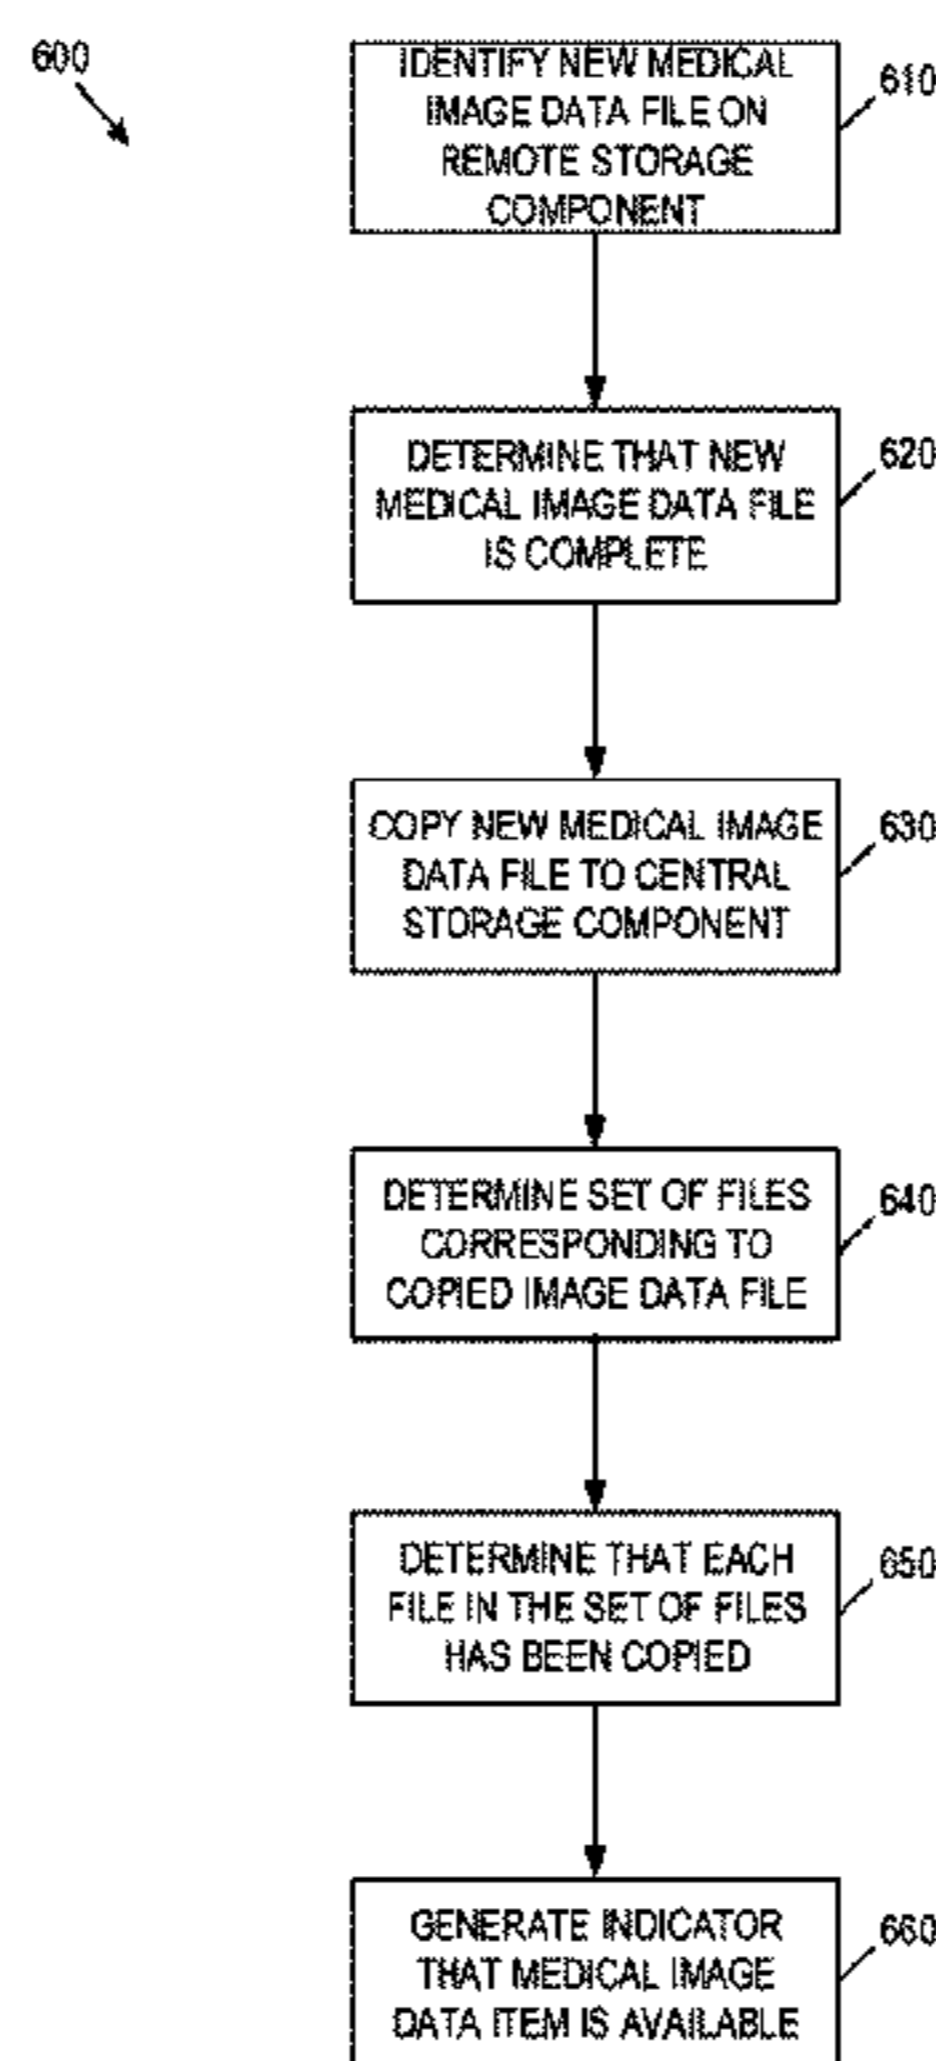 600
IDENTIFY NEW MEDICAL
IMAGE DATA FILE ON
REMOTE STORAGE
COMPONENT
610
DETERMINE THAT NEW
MEDICAL IMAGE DATA FILE
IS COMPLETE
620
COPY NEW MEDICAL IMAGE
DATA FILE TO CENTRAL
STORAGE COMPONENT
630
DETERMINE SET OF FILES
CORRESPONDING TO
COPIED IMAGE DATA FILE
640
DETERMINE THAT EACH
FILE IN THE SET OF FILES
HAS BEEN COPIED
650
GENERATE INDICATOR
THAT MEDICAL IMAGE
DATA ITEM IS AVAILABLE
660